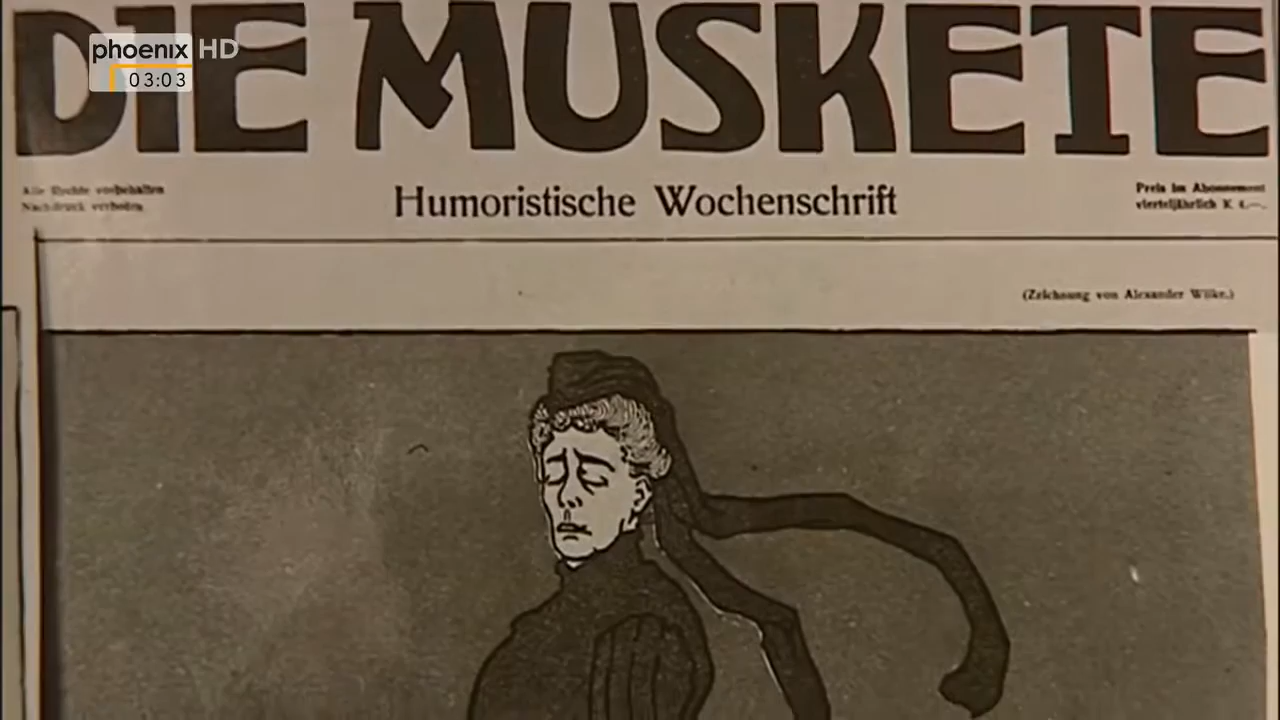 DIE MUSKETE
phoenix HD
03:03
Alle Rechte vorbehalten
Nachdruck verboten.
Humoristische Wochenschrift
Preis im Abonnement
vierteljährlich K
(Zeichnung von Alexander Wilke.)